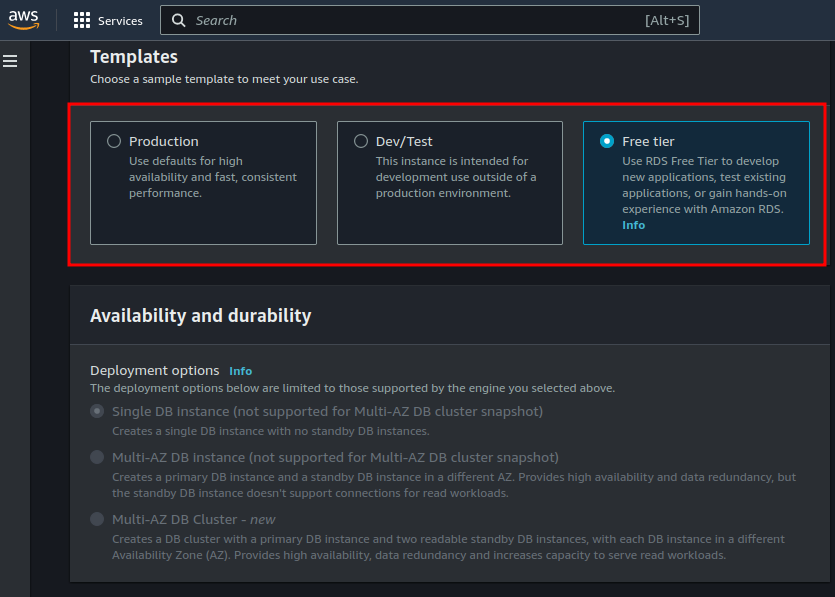 aws
Services
Search
[Alt+S]
Templates
Choose a sample template to meet your use case.
Production
Use defaults for high
availability and fast, consistent
performance.
Dev/Test
This instance is intended for
development use outside of a
production environment.
Free tier
Use RDS Free Tier to develop
new applications, test existing
applications, or gain hands-on
experience with Amazon RDS.
Info
Availability and durability
Deployment options Info
The deployment options below are limited to those supported by the engine you selected above.
Single DB Instance (not supported for Multi-AZ DB cluster snapshot)
Creates a single DB instance with no standby DB instances.
Multi-AZ DB Instance (not supported for Multi-AZ DB cluster snapshot)
Creates a primary DB instance and a standby DB instance in a different AZ. Provides high availability and data redundancy, but
the standby DB instance doesn't support connections for read workloads.
Multi-AZ DB Cluster - new
Creates a DB cluster with a primary DB instance and two readable standby DB instances, with each DB instance in a different
Availability Zone (AZ). Provides high availability, data redundancy and increases capacity to serve read workloads.